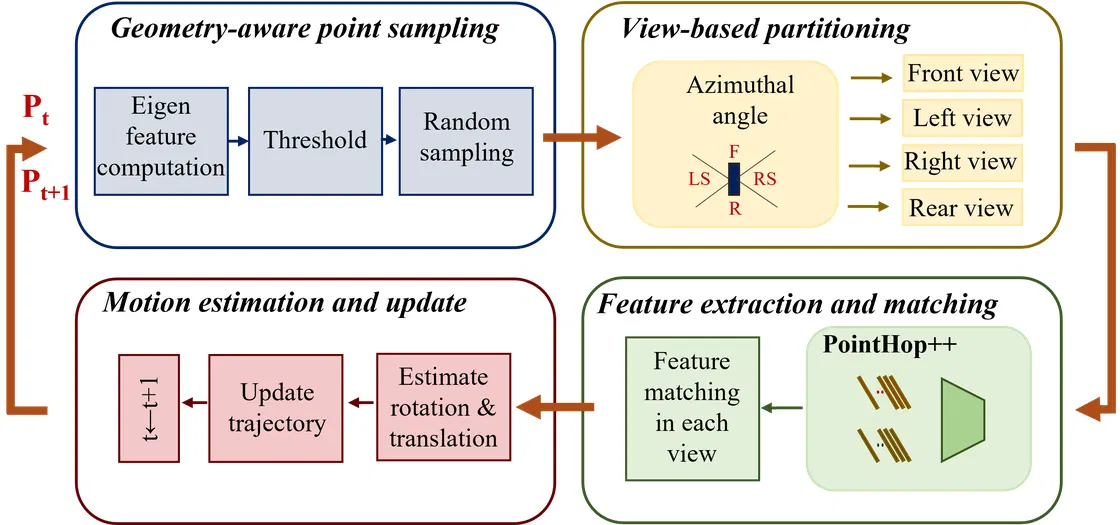 Geometry-aware point sampling
P_t
P_t+1
Eigen
feature
computation
Threshold
Random
sampling
View-based partitioning
Azimuthal
angle
F
LS RS
R
Front view
Left view
Right view
Rear view
Motion estimation and update
t←t+1
Update
trajectory
Estimate
rotation &
translation
Feature extraction and matching
Feature
matching
in each
view
PointHop++